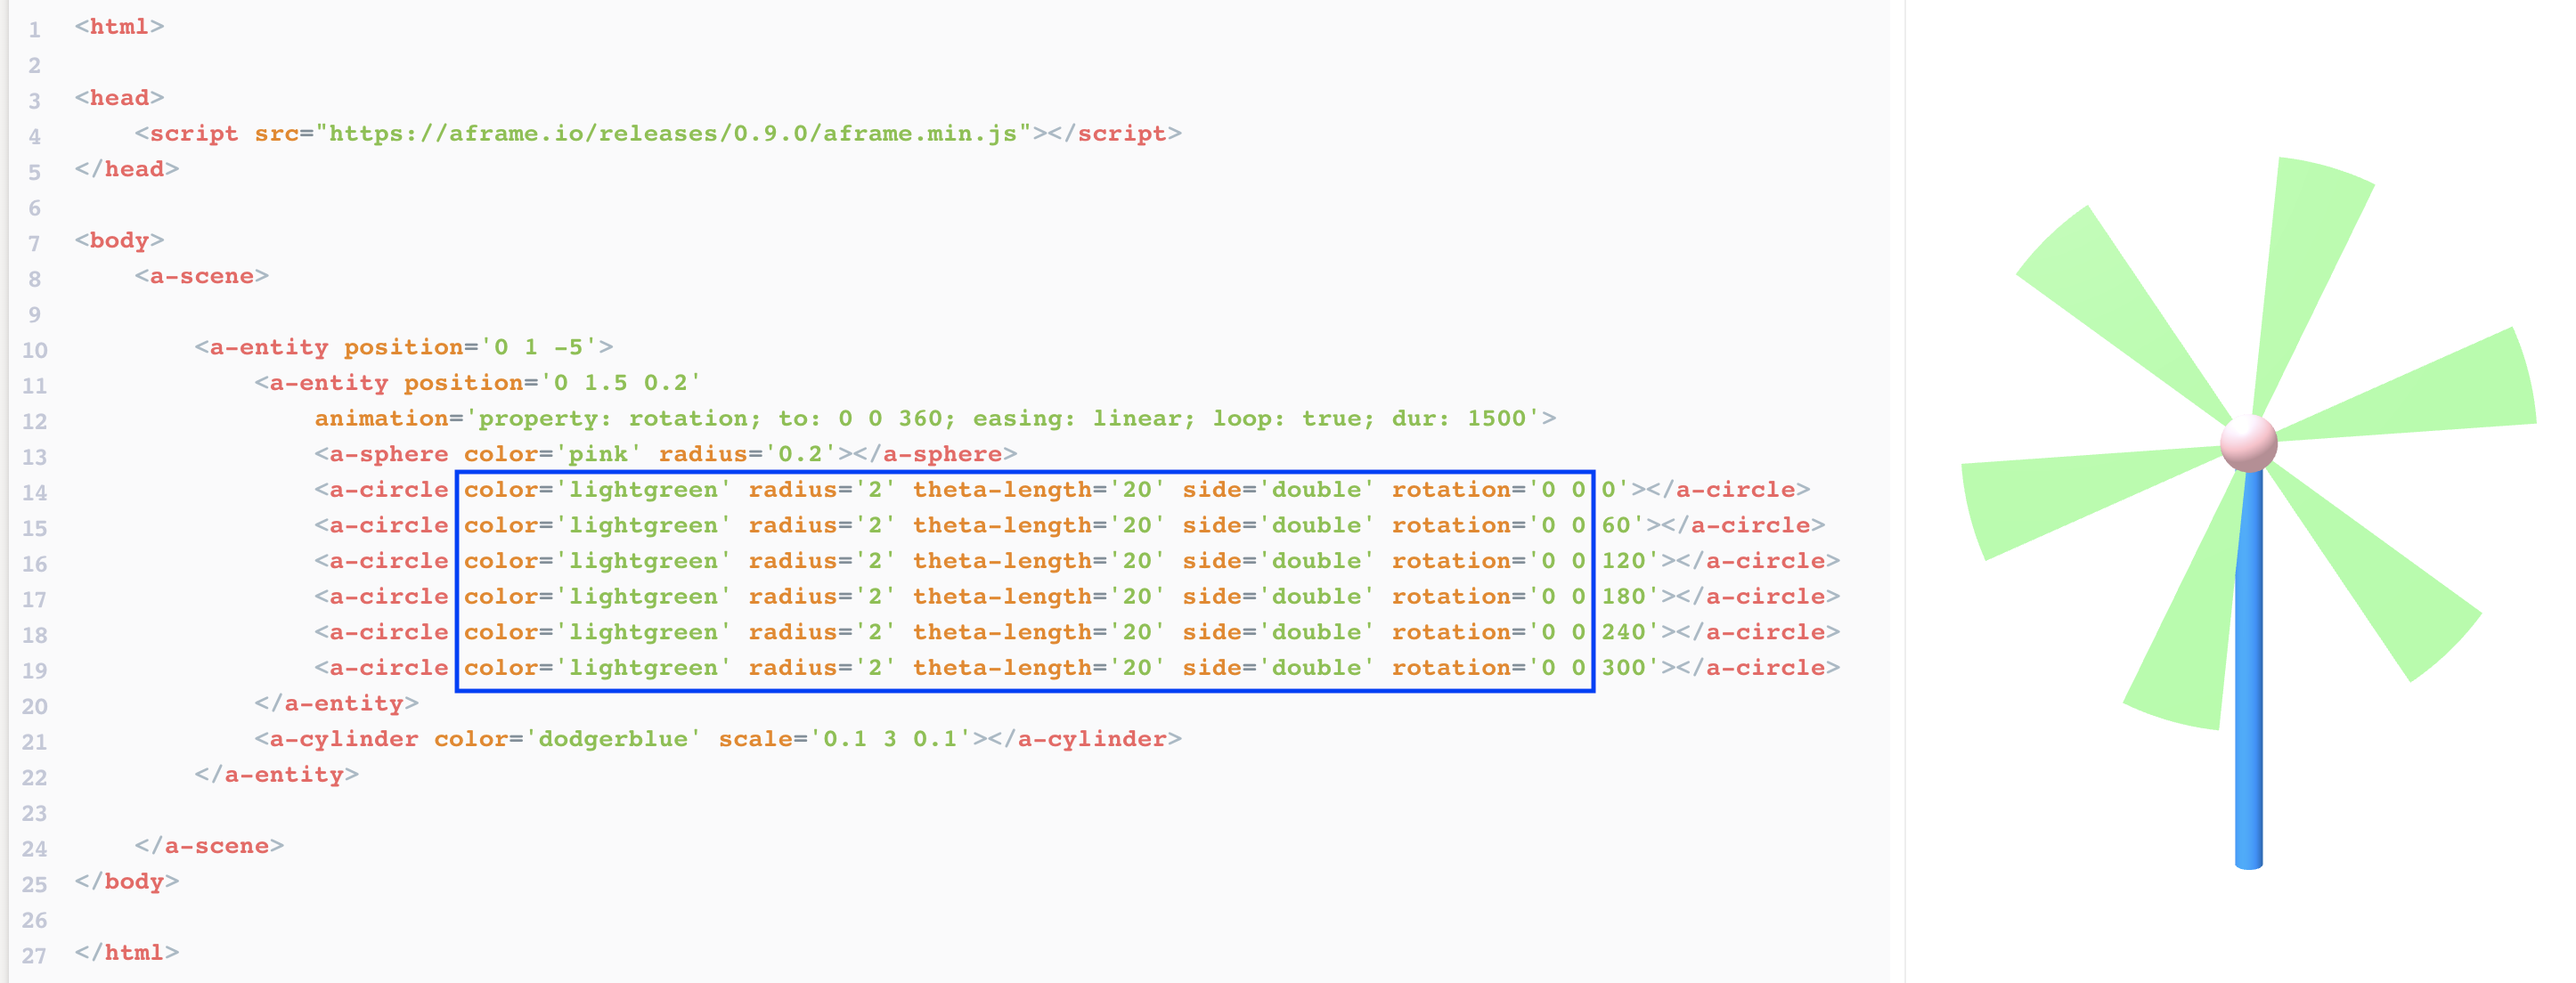 1 <html>
2
3 <head>
4     <script src="https://aframe.io/releases/0.9.0/aframe.min.js"></script>
5 </head>
6
7 <body>
8     <a-scene>
9
10         <a-entity position='0 1 -5'>
11             <a-entity position='0 1.5 0.2'
12                 animation='property: rotation; to: 0 0 360; easing: linear; loop: true; dur: 1500'>
13                 <a-sphere color='pink' radius='0.2'></a-sphere>
14                 <a-circle color='lightgreen' radius='2' theta-length='20' side='double' rotation='0 0 0'></a-circle>
15                 <a-circle color='lightgreen' radius='2' theta-length='20' side='double' rotation='0 0 60'></a-circle>
16                 <a-circle color='lightgreen' radius='2' theta-length='20' side='double' rotation='0 0 120'></a-circle>
17                 <a-circle color='lightgreen' radius='2' theta-length='20' side='double' rotation='0 0 180'></a-circle>
18                 <a-circle color='lightgreen' radius='2' theta-length='20' side='double' rotation='0 0 240'></a-circle>
19                 <a-circle color='lightgreen' radius='2' theta-length='20' side='double' rotation='0 0 300'></a-circle>
20             </a-entity>
21             <a-cylinder color='dodgerblue' scale='0.1 3 0.1'></a-cylinder>
22         </a-entity>
23
24     </a-scene>
25 </body>
26
27 </html>